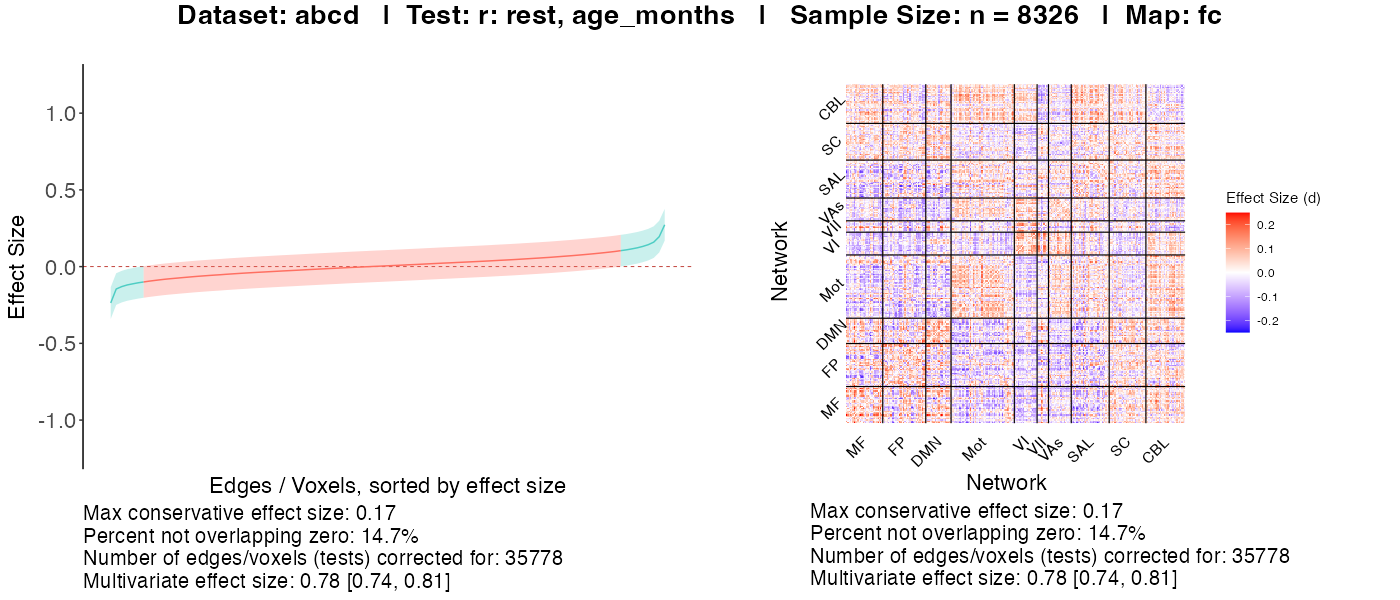 Dataset: abcd | Test: r: rest, age_months | Sample Size: n = 8326 | Map: fc
Effect Size
1.0
0.5
0.0
-0.5
-1.0
Edges / Voxels, sorted by effect size
Max conservative effect size: 0.17
Percent not overlapping zero: 14.7%
Number of edges/voxels (tests) corrected for: 35778
Multivariate effect size: 0.78 [0.74, 0.81]
Network
CBL
SC
SAL
VAs
VII
VI
Mot
DMN
FP
MF
MF
FP
DMN
Mot
VI
VII
VAs
SAL
SC
CBL
Network
Effect Size (d)
0.2
0.1
0.0
-0.1
-0.2
Max conservative effect size: 0.17
Percent not overlapping zero: 14.7%
Number of edges/voxels (tests) corrected for: 35778
Multivariate effect size: 0.78 [0.74, 0.81]